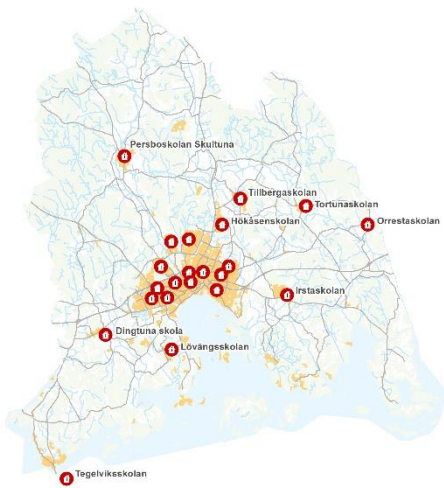 Persboskolan Skultuna
Tillbergaskolan
Tortunaskolan
Hökåsenskolan
Orrestaskolan
Irstaskolan
Dingtuna skola
Lövängsskolan
Tegelviksskolan